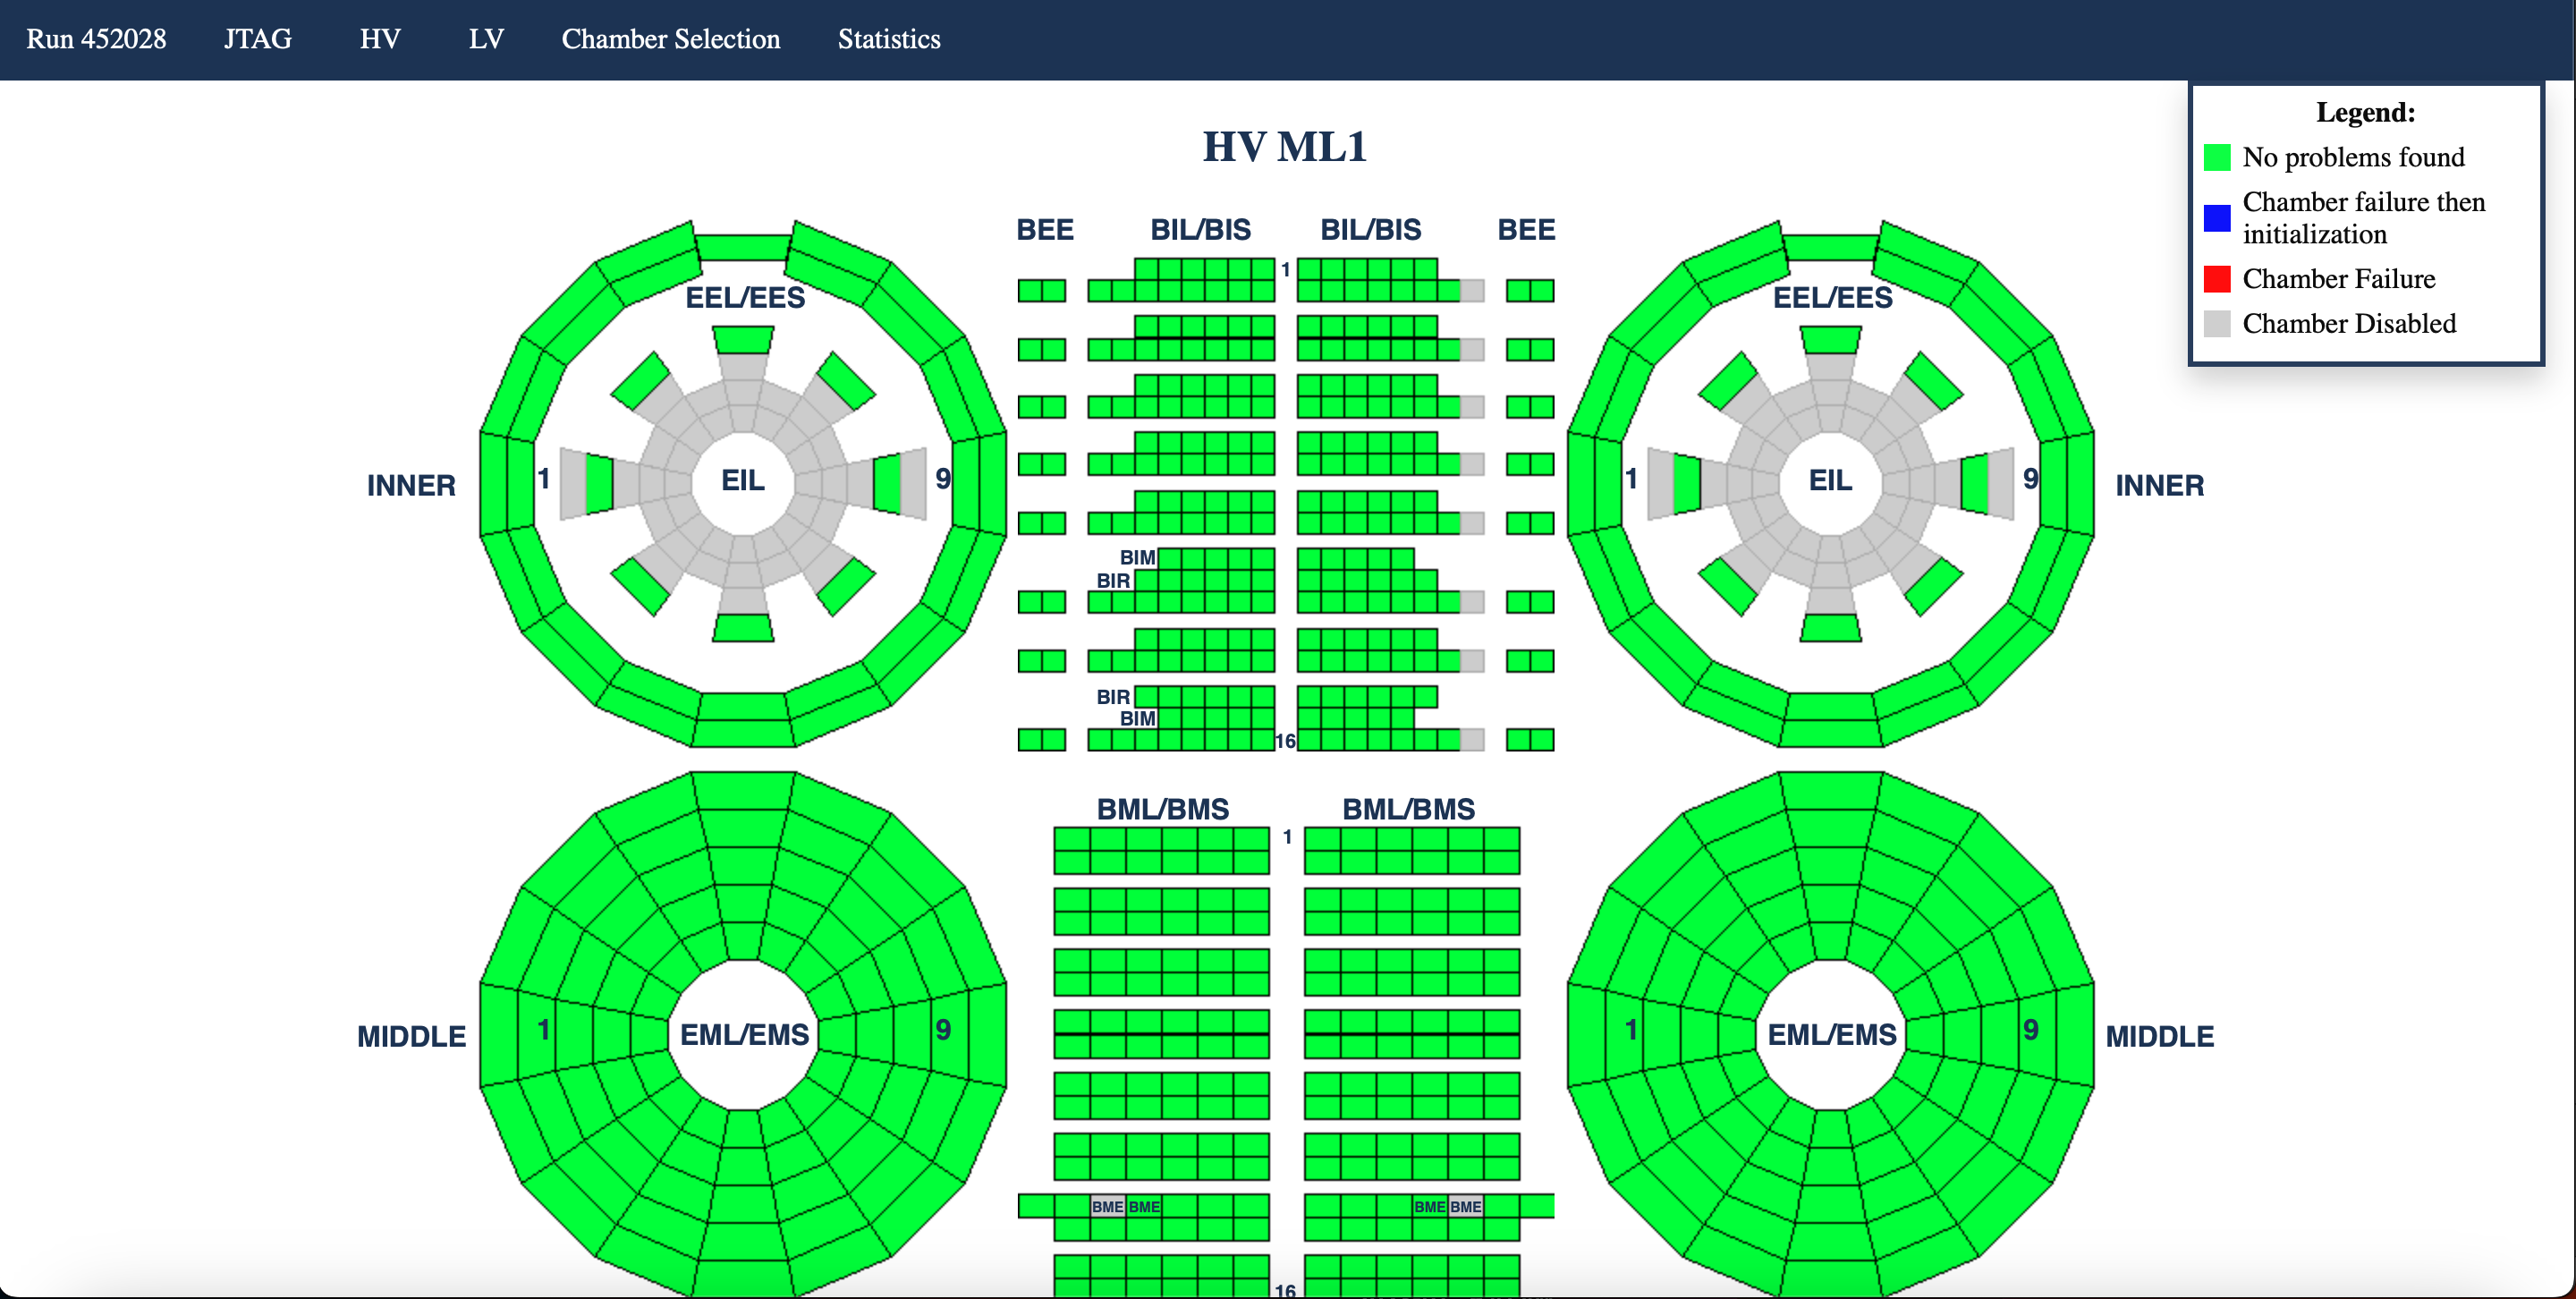 Run 452028 JTAG HV LV Chamber Selection Statistics
Legend:
No problems found
Chamber failure then
initialization
Chamber Failure
Chamber Disabled
HV ML1
BEE BIL/BIS BIL/BIS BEE
1
EEL/EES EEL/EES
INNER 1 EIL 9 1 EIL 9 INNER
BIM
BIR
BIR
BIM
16
BML/BMS BML/BMS
1
MIDDLE 1 EML/EMS 9 1 EML/EMS 9 MIDDLE
BME BME BME BME
16